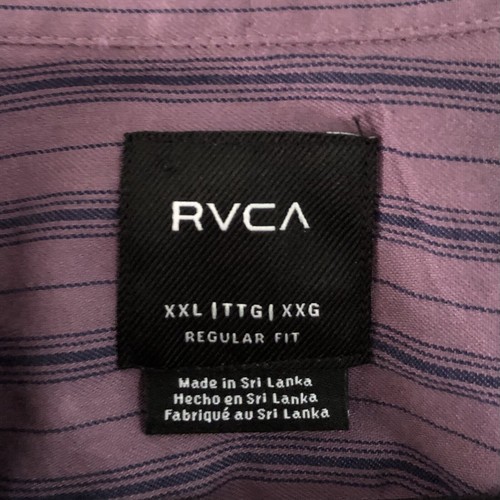 RVCA
XXL | TTG | XXG
REGULAR FIT
Made in Sri Lanka
Hecho en Sri Lanka
Fabriqué au Sri Lanka